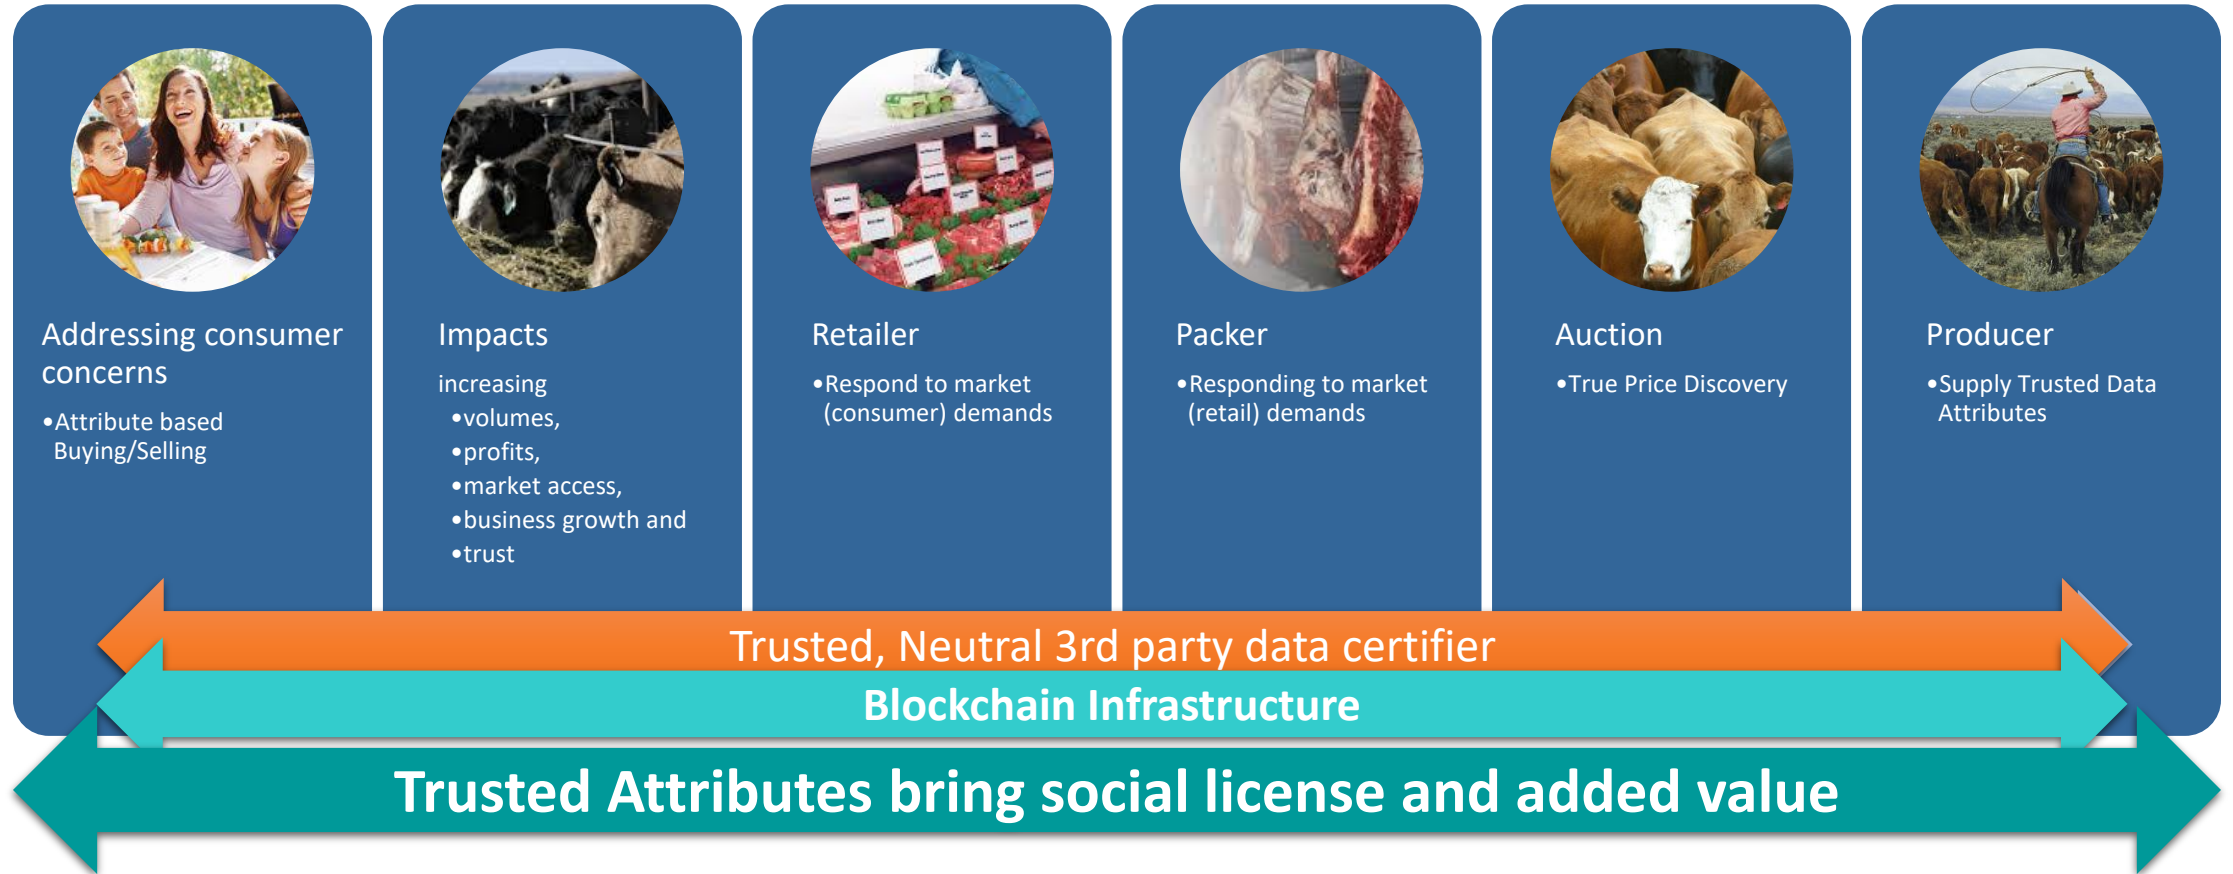 Addressing consumer
concerns
•Attribute based
Buying/Selling
Impacts
increasing
•volumes,
•profits,
•market access,
•business growth and
•trust
Retailer
•Respond to market
(consumer) demands
Packer
•Responding to market
(retail) demands
Auction
•True Price Discovery
Producer
•Supply Trusted Data
Attributes
Trusted, Neutral 3rd party data certifier
Blockchain Infrastructure
Trusted Attributes bring social license and added value